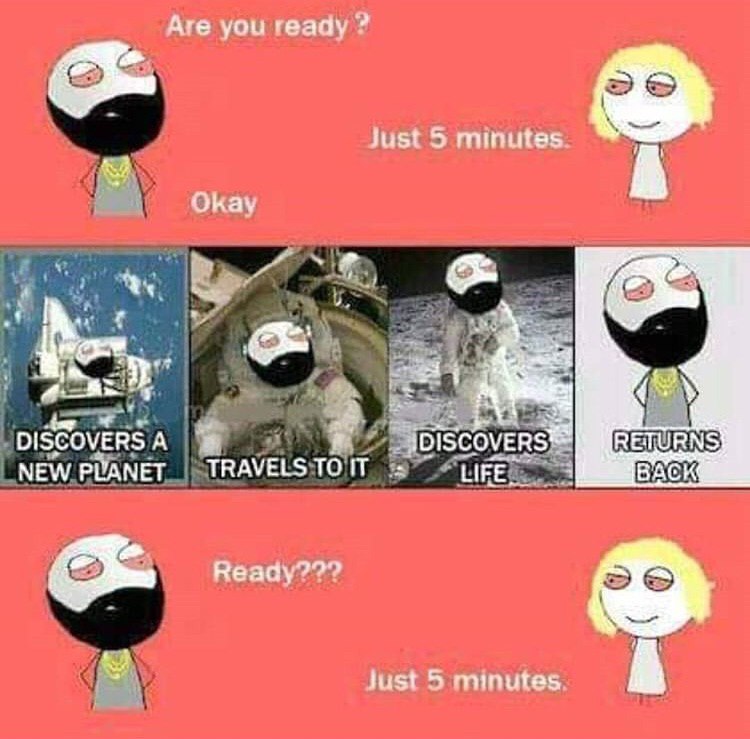 Are you ready?
Just 5 minutes.
Okay
DISCOVERS A
NEW PLANET
TRAVELS TO IT
DISCOVERS
LIFE
RETURNS
BACK
Ready???
Just 5 minutes.